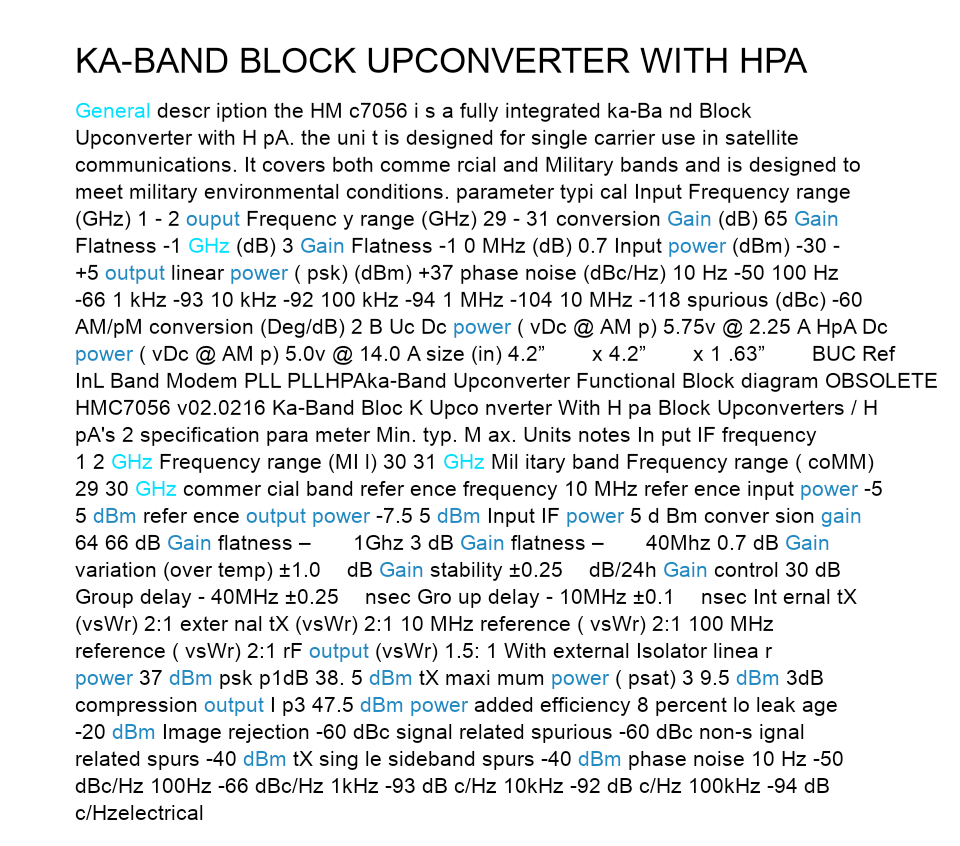 KA-BAND BLOCK UPCONVERTER WITH HPA
General descr iption the HM c7056 i s a fully integrated ka-Ba nd Block
Upconverter with H pA. the uni t is designed for single carrier use in satellite
communications. It covers both comme rcial and Military bands and is designed to
meet military environmental conditions. parameter typi cal Input Frequency range
(GHz) 1 - 2 ouput Frequenc y range (GHz) 29 - 31 conversion Gain (dB) 65 Gain
Flatness -1 GHz (dB) 3 Gain Flatness -1 0 MHz (dB) 0.7 Input power (dBm) -30 -
+5 output linear power ( psk) (dBm) +37 phase noise (dBc/Hz) 10 Hz -50 100 Hz
-66 1 kHz -93 10 kHz -92 100 kHz -94 1 MHz -104 10 MHz -118 spurious (dBc) -60
AM/pM conversion (Deg/dB) 2 B Uc Dc power ( vDc @ AM p) 5.75v @ 2.25 A HpA Dc
power ( vDc @ AM p) 5.0v @ 14.0 A size (in) 4.2” x 4.2” x 1 .63” BUC Ref
InL Band Modem PLL PLLHPAka-Band Upconverter Functional Block diagram OBSOLETE
HMC7056 v02.0216 Ka-Band Bloc K Upco nverter With H pa Block Upconverters / H
pA's 2 specification para meter Min. typ. M ax. Units notes In put IF frequency
1 2 GHz Frequency range (MI l) 30 31 GHz Mil itary band Frequency range ( coMM)
29 30 GHz commer cial band refer ence frequency 10 MHz refer ence input power -5
5 dBm refer ence output power -7.5 5 dBm Input IF power 5 d Bm conver sion gain
64 66 dB Gain flatness – 1Ghz 3 dB Gain flatness – 40Mhz 0.7 dB Gain
variation (over temp) ±1.0 dB Gain stability ±0.25 dB/24h Gain control 30 dB
Group delay - 40MHz ±0.25 nsec Gro up delay - 10MHz ±0.1 nsec Int ernal tX
(vsWr) 2:1 exter nal tX (vsWr) 2:1 10 MHz reference ( vsWr) 2:1 100 MHz
reference ( vsWr) 2:1 rF output (vsWr) 1.5: 1 With external Isolator linea r
power 37 dBm psk p1dB 38. 5 dBm tX maxi mum power ( psat) 3 9.5 dBm 3dB
compression output I p3 47.5 dBm power added efficiency 8 percent lo leak age
-20 dBm Image rejection -60 dBc signal related spurious -60 dBc non-s ignal
related spurs -40 dBm tX sing le sideband spurs -40 dBm phase noise 10 Hz -50
dBc/Hz 100Hz -66 dBc/Hz 1kHz -93 dB c/Hz 10kHz -92 dB c/Hz 100kHz -94 dB
c/Hzelectrical